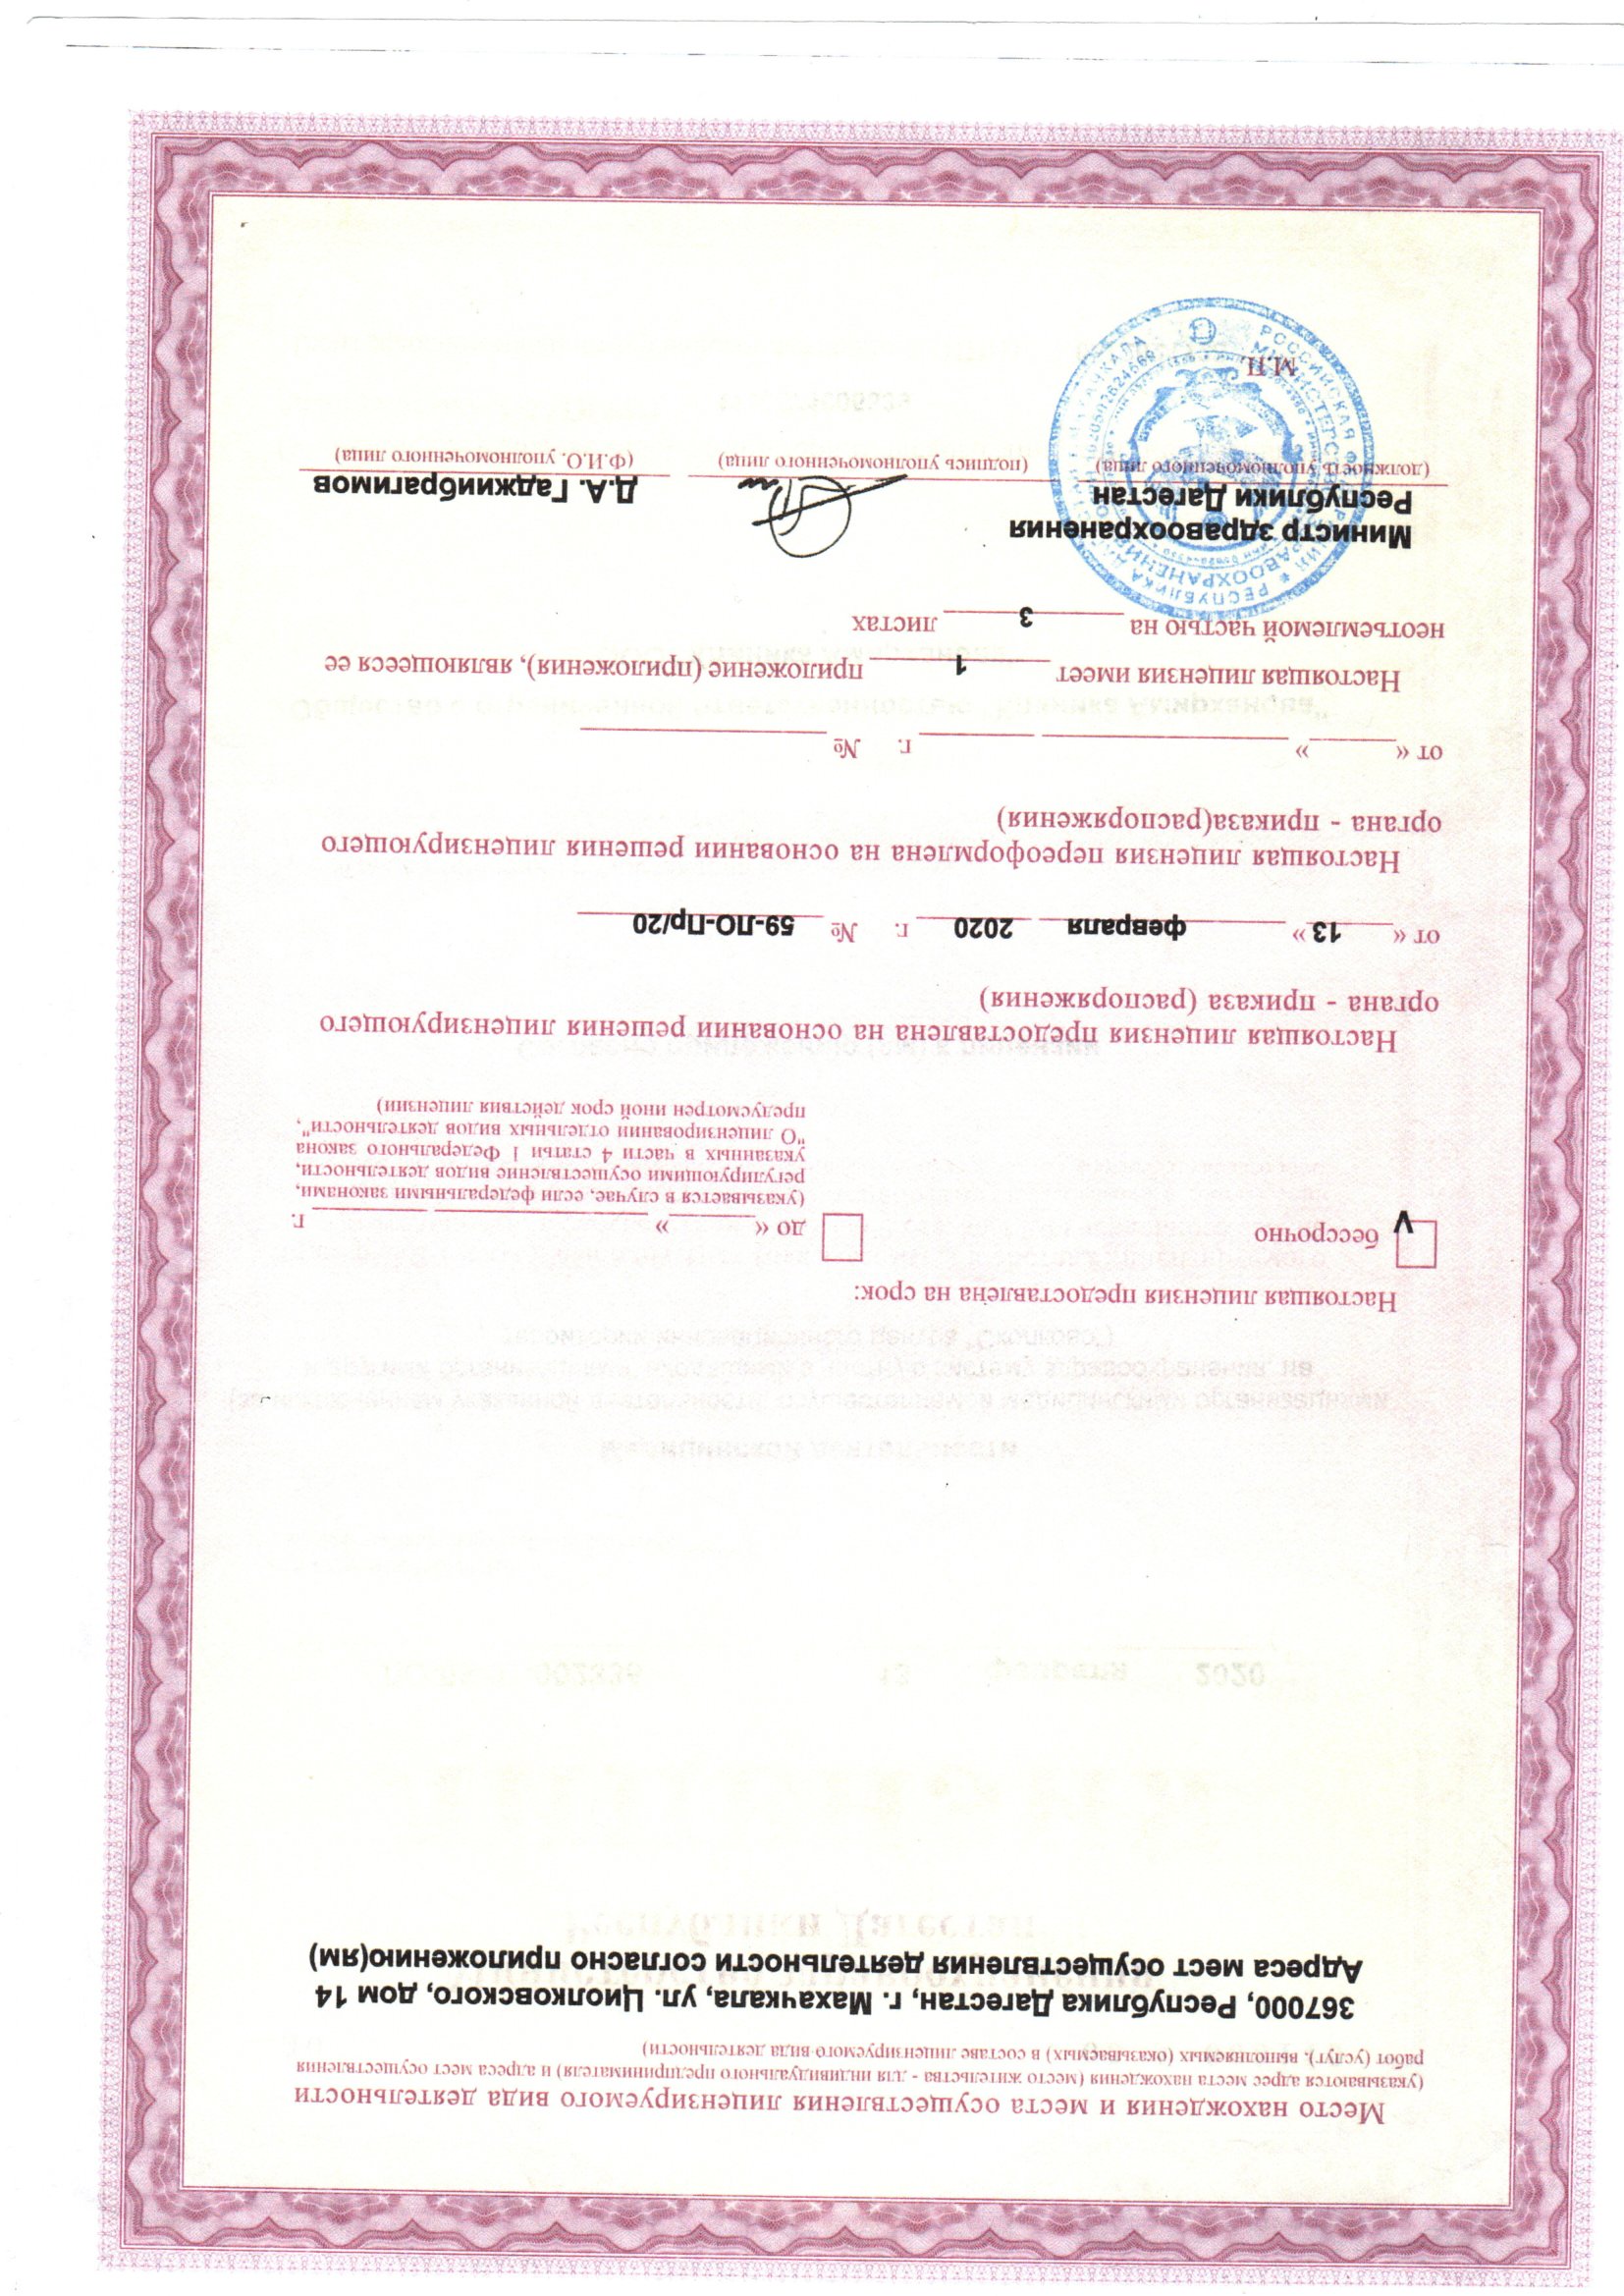 Место нахождения и места осуществления лицензируемого вида деятельности
(указываются адрес места нахождения (место жительства - для индивидуального предпринимателя) и адреса мест осуществления
работ (услуг), выполняемых (оказываемых) в составе лицензируемого вида деятельности)
367000, Республика Дагестан, г. Махачкала, ул. Циолковского, дом 14
Адреса мест осуществления деятельности согласно приложению(ям)
Настоящая лицензия предоставлена на срок:
V бессрочно
до «______» ______________ ________ г.
(указывается в случае, если федеральными законами,
регулирующими осуществление видов деятельности,
указанных в части 4 статьи 1 Федерального закона
"О лицензировании отдельных видов деятельности",
предусмотрен иной срок действия лицензии)
Настоящая лицензия предоставлена на основании решения лицензирующего
органа - приказа (распоряжения)
от « 13 » февраля 2020 г. № 59-ЛО-Пр/20
Настоящая лицензия переоформлена на основании решения лицензирующего
органа - приказа(распоряжения)
от «______» ________________ ________ г. № ________________
Настоящая лицензия имеет 1 приложение (приложения), являющееся ее
неотъемлемой частью на 3 листах
Министр здравоохранения
Республики Дагестан
Д.А. Гаджиибрагимов
(должность уполномоченного лица) (подпись уполномоченного лица) (Ф.И.О. уполномоченного лица)
М.П.